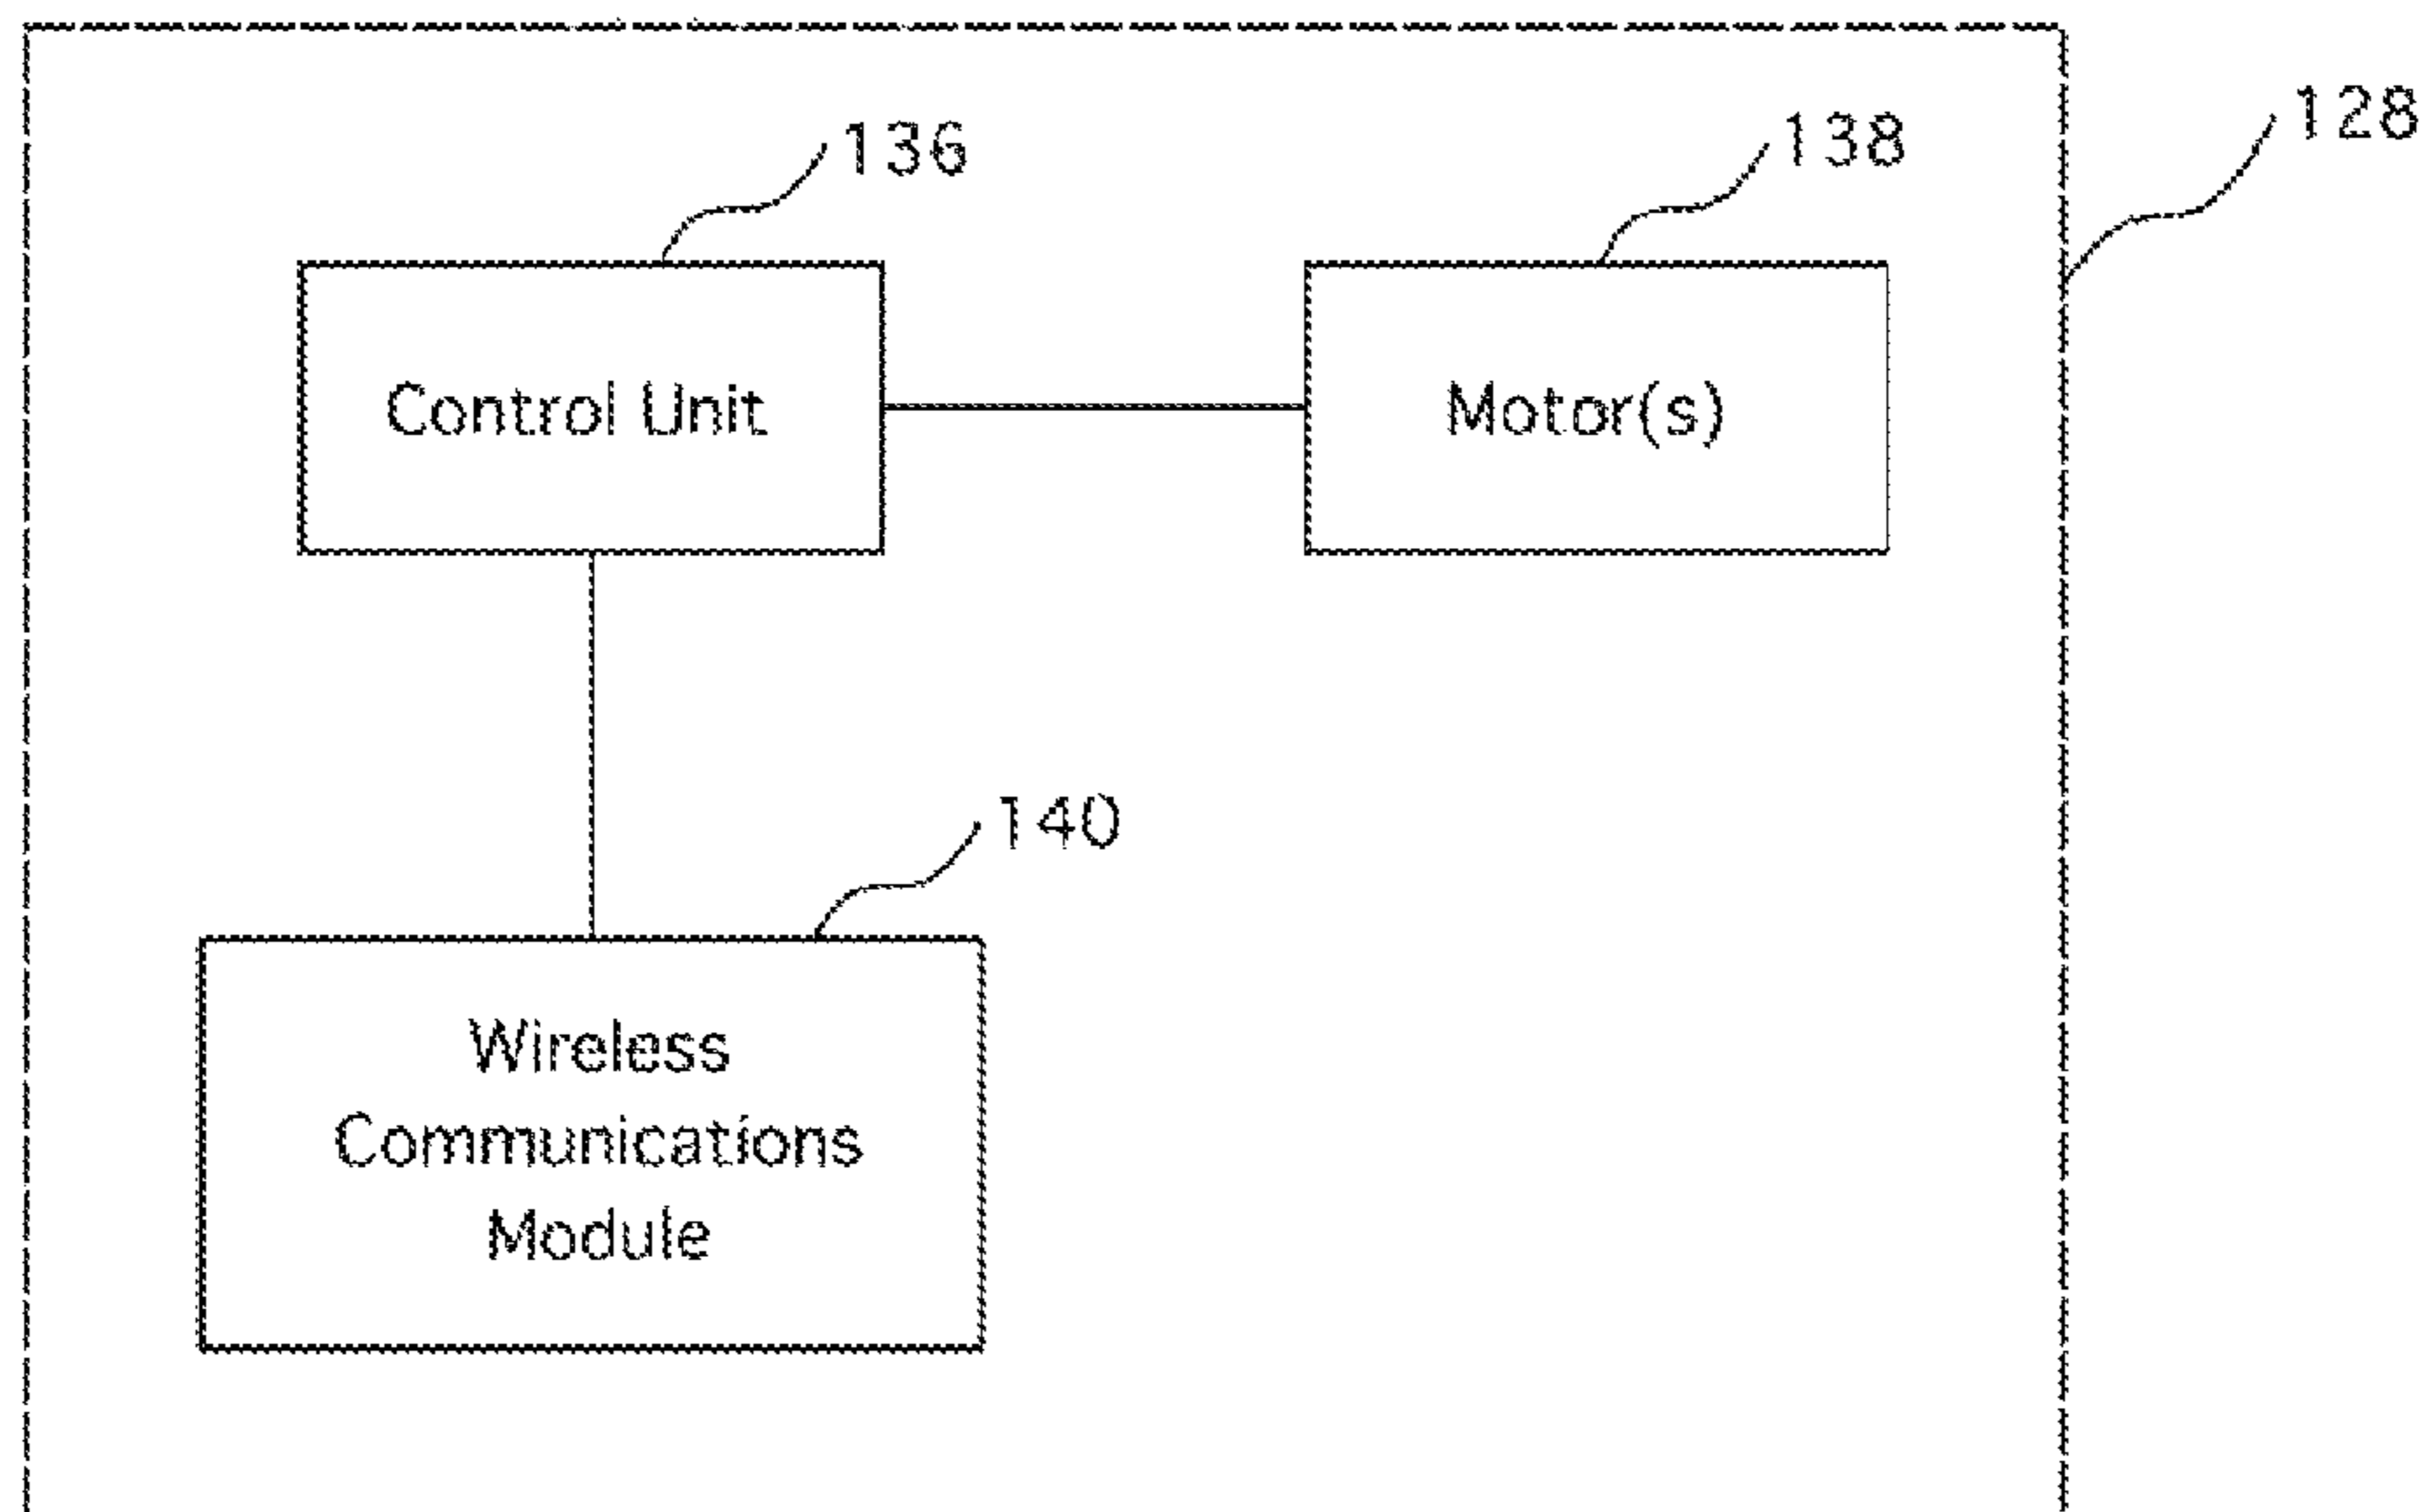 128
136
138
Control Unit
Motor(s)
140
Wireless
Communications
Module